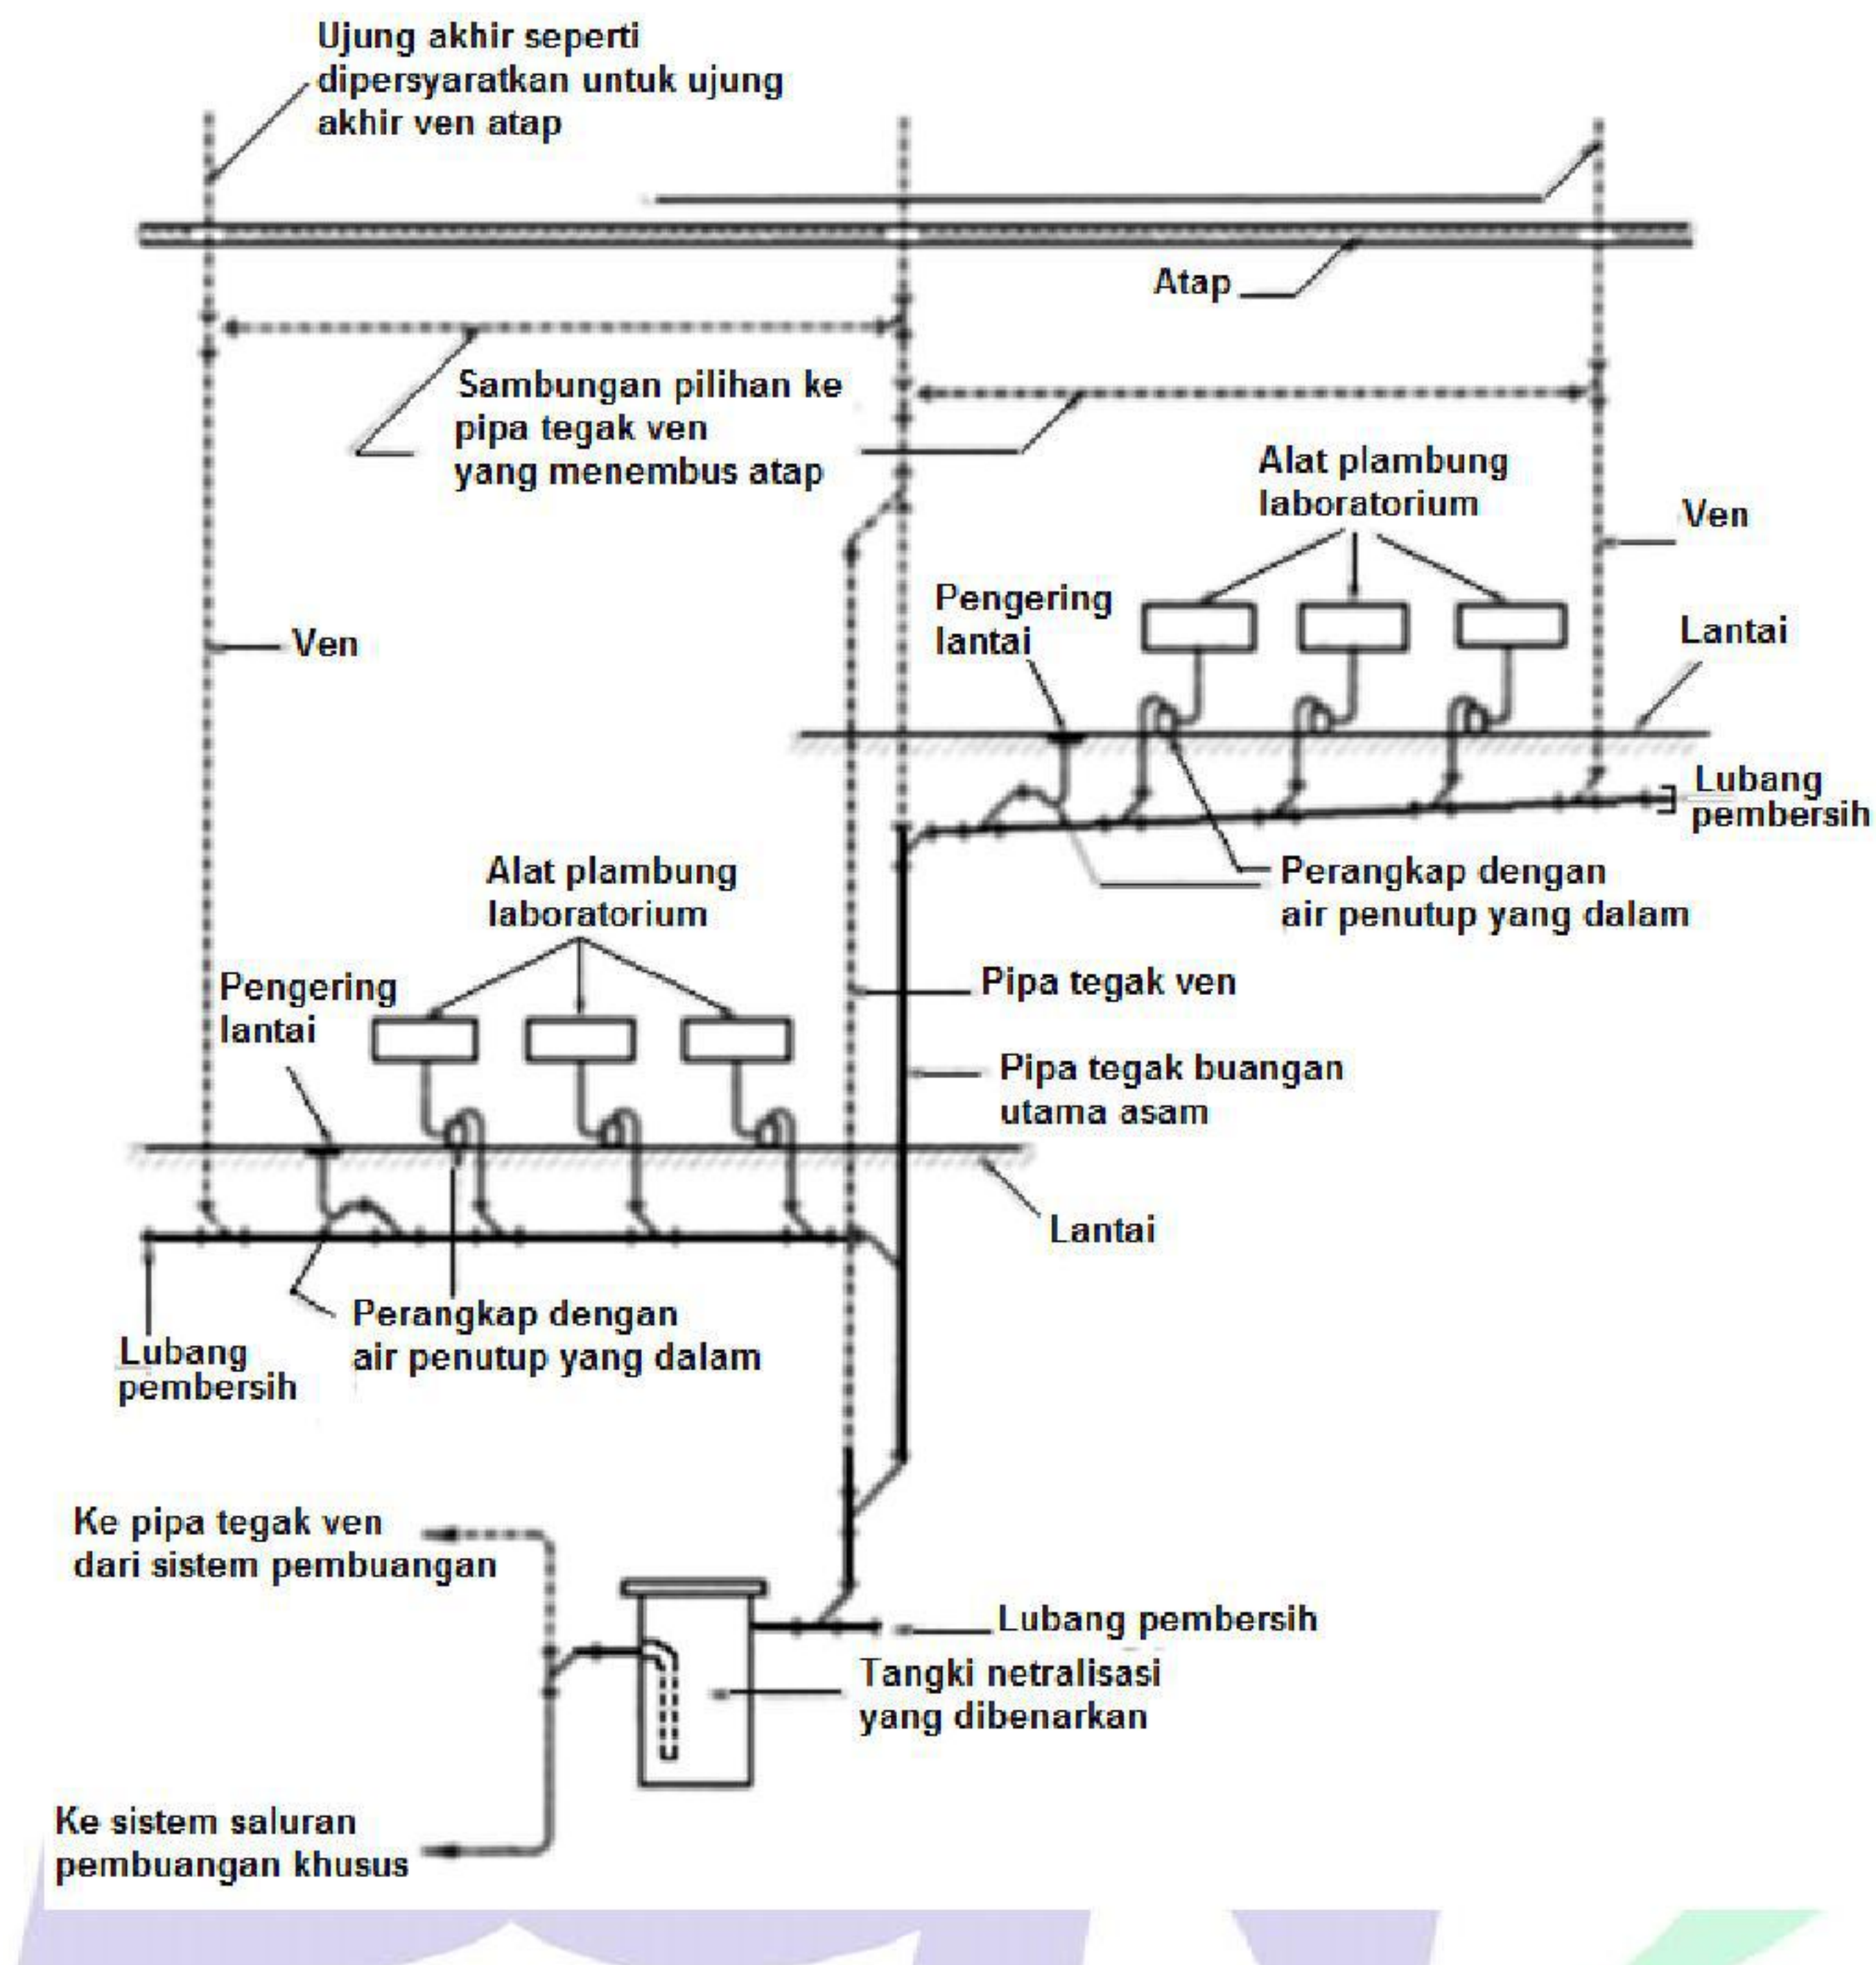 Ujung akhir seperti
dipersyaratkan untuk ujung
akhir ven atap
Atap
Sambungan pilihan ke
pipa tegak ven
yang menembus atap
Alat plambung
laboratorium
Ven
Pengering
lantai
Lantai
Ven
Lubang
pembersih
Perangkap dengan
air penutup yang dalam
Alat plambung
laboratorium
Pengering
lantai
Pipa tegak ven
Pipa tegak buangan
utama asam
Lantai
Perangkap dengan
air penutup yang dalam
Lubang
pembersih
Ke pipa tegak ven
dari sistem pembuangan
Lubang pembersih
Tangki netralisasi
yang dibenarkan
Ke sistem saluran
pembuangan khusus